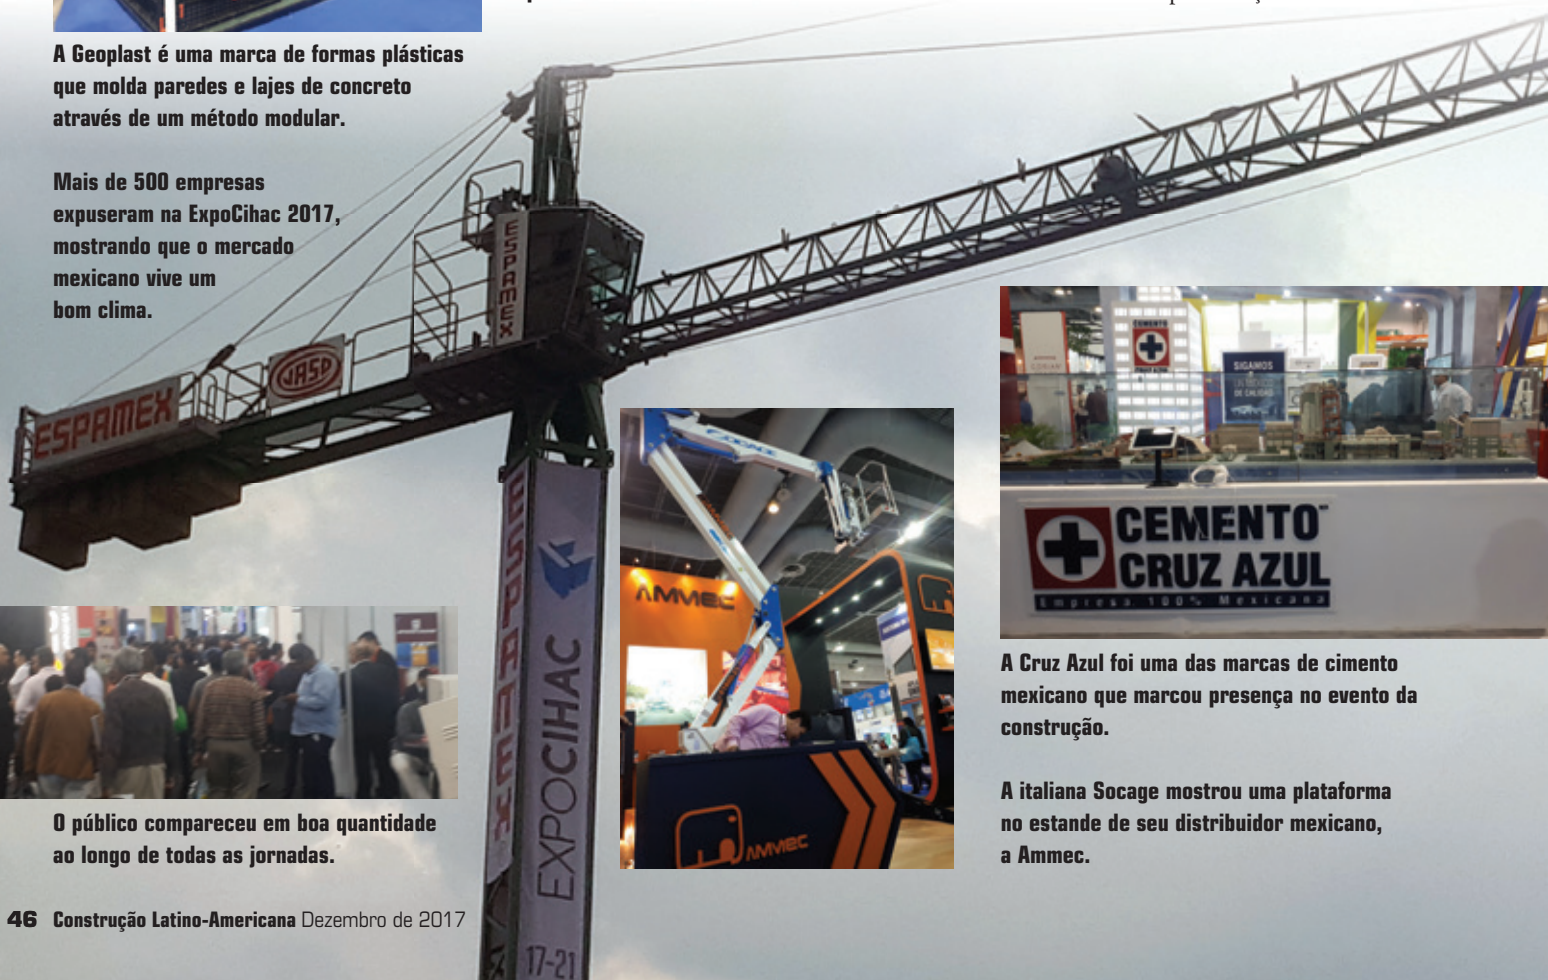 A Geoplast é uma marca de formas plásticas
que molda paredes e lajes de concreto
através de um método modular.
Mais de 500 empresas
expuseram na ExpoCihac 2017,
mostrando que o mercado
mexicano vive um
bom clima.
ESPAMEX
JASO
ESPAMEX
ESPAMEX
EXPOCIHAC
17-21
AMMEC
AMMEC
CEMENTO
CRUZ AZUL
SIGAMOS
CEMENTO
CRUZ AZUL
Empresa 100% Mexicana
A Cruz Azul foi uma das marcas de cimento
mexicano que marcou presença no evento da
construção.
A italiana Socage mostrou uma plataforma
no estande de seu distribuidor mexicano,
a Ammec.
O público compareceu em boa quantidade
ao longo de todas as jornadas.
46 Construção Latino-Americana Dezembro de 2017